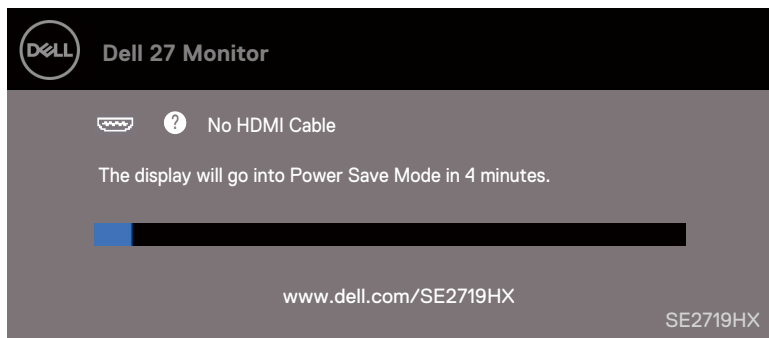 DELL
Dell 27 Monitor
? No HDMI Cable
The display will go into Power Save Mode in 4 minutes.
www.dell.com/SE2719HX
SE2719HX